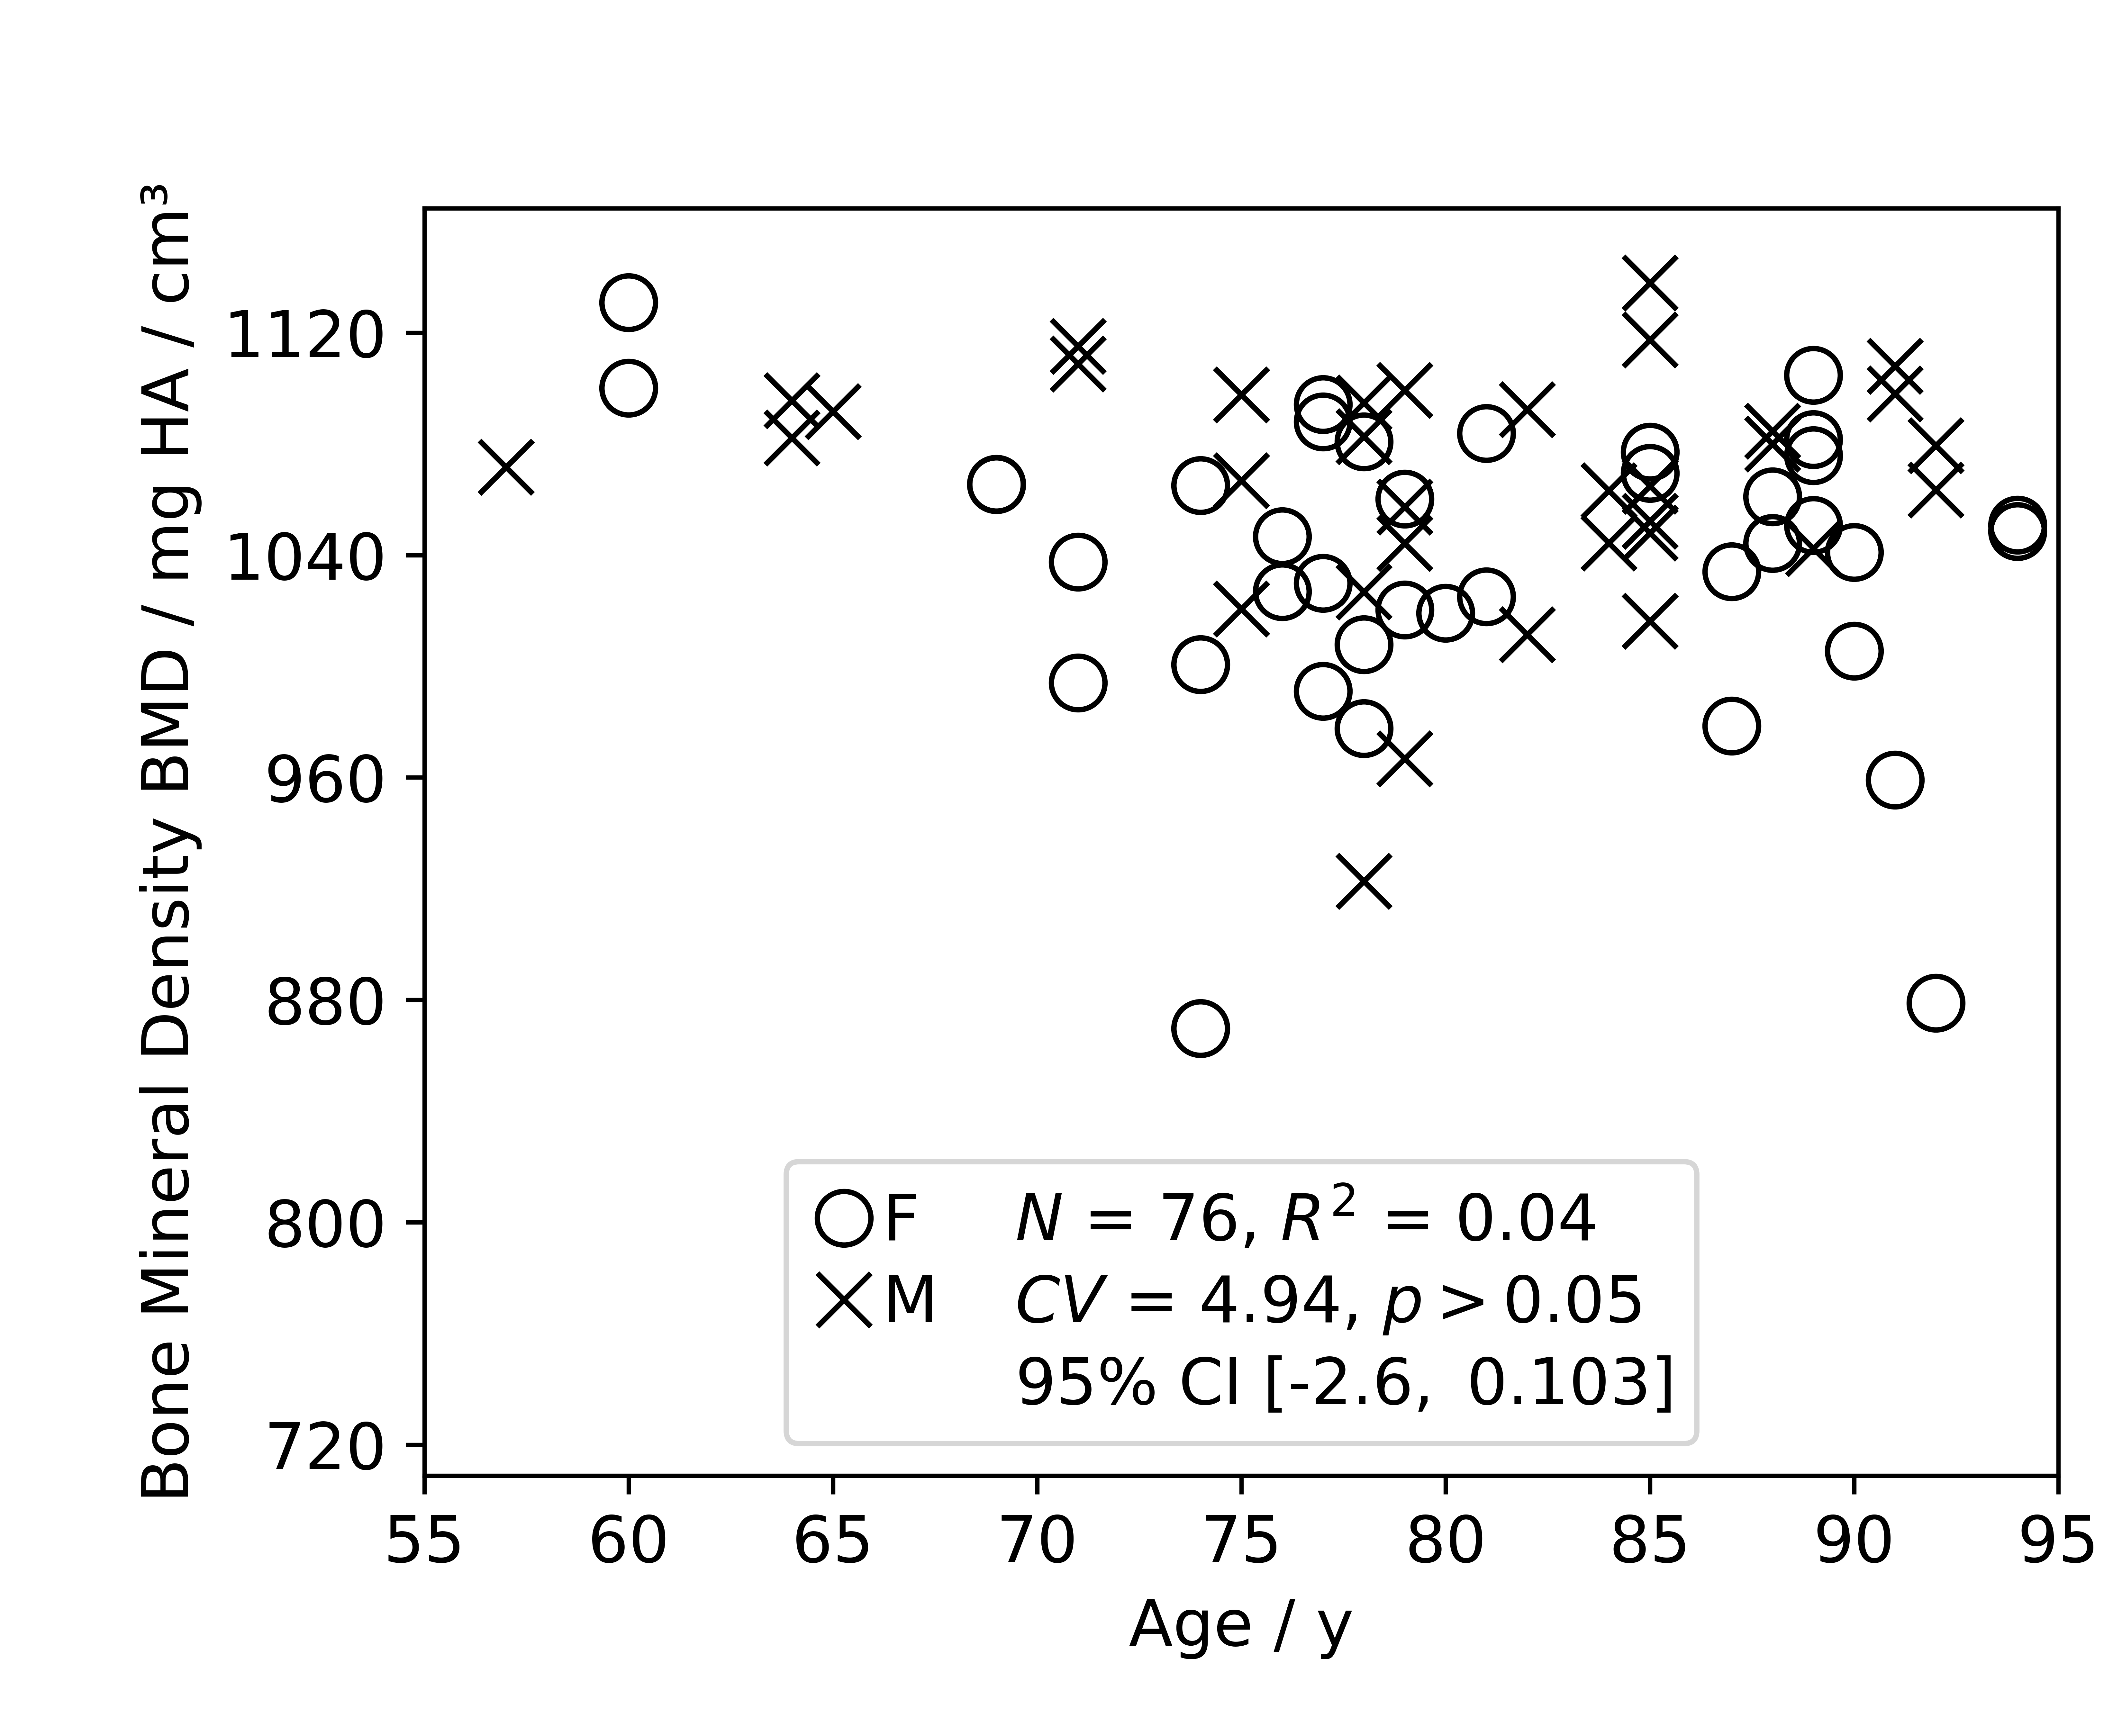 Bone Mineral Density BMD / mg HA / cm³
1120
1040
960
880
800
720
F N = 76, R² = 0.04
M CV = 4.94, p > 0.05
95% CI [-2.6, 0.103]
55 60 65 70 75 80 85 90 95
Age / y